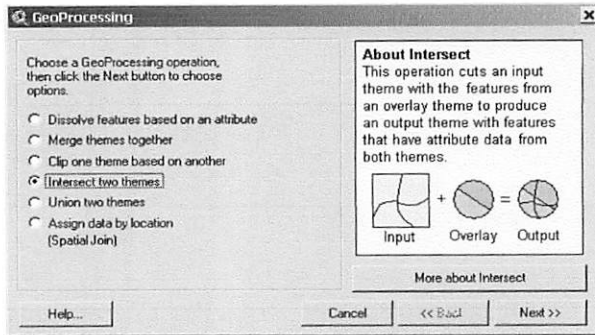 GeoProcessing
Choose a GeoProcessing operation,
then click the Next button to choose
options.
Dissolve features based on an attribute
Merge themes together
Clip one theme based on another
Intersect two themes
Union two themes
Assign data by location
(Spatial Join)
About Intersect
This operation cuts an input
theme with the features from
an overlay theme to produce
an output theme with features
that have attribute data from
both themes.
+ =
Input Overlay Output
More about Intersect
Help... Cancel << Back Next >>